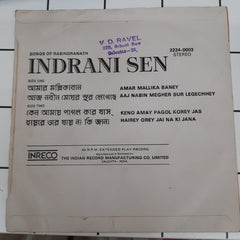 SONGS OF RABINDRANATH
V. D. RAVEL
INDRANI SEN
2224-0003
STEREO
SIDE ONE
আমার মল্লিকাবনে
AMAR MALLIKA BANEY
আজ নবীন মেঘের সুর লেগেছে
AAJ NABIN MEGHER SUR LEGECHHEY
SIDE TWO
কেন আমায় পাগল করে যাস
KENO AMAY PAGOL KOREY JAS
হায়রে ওরে যায় না কি জানা
HAIREY OREY JAI NA KI JANA
45 R.P.M. EXTENDED PLAY RECORD
INRECO
THE INDIAN RECORD MANUFACTURING CO. LIMITED